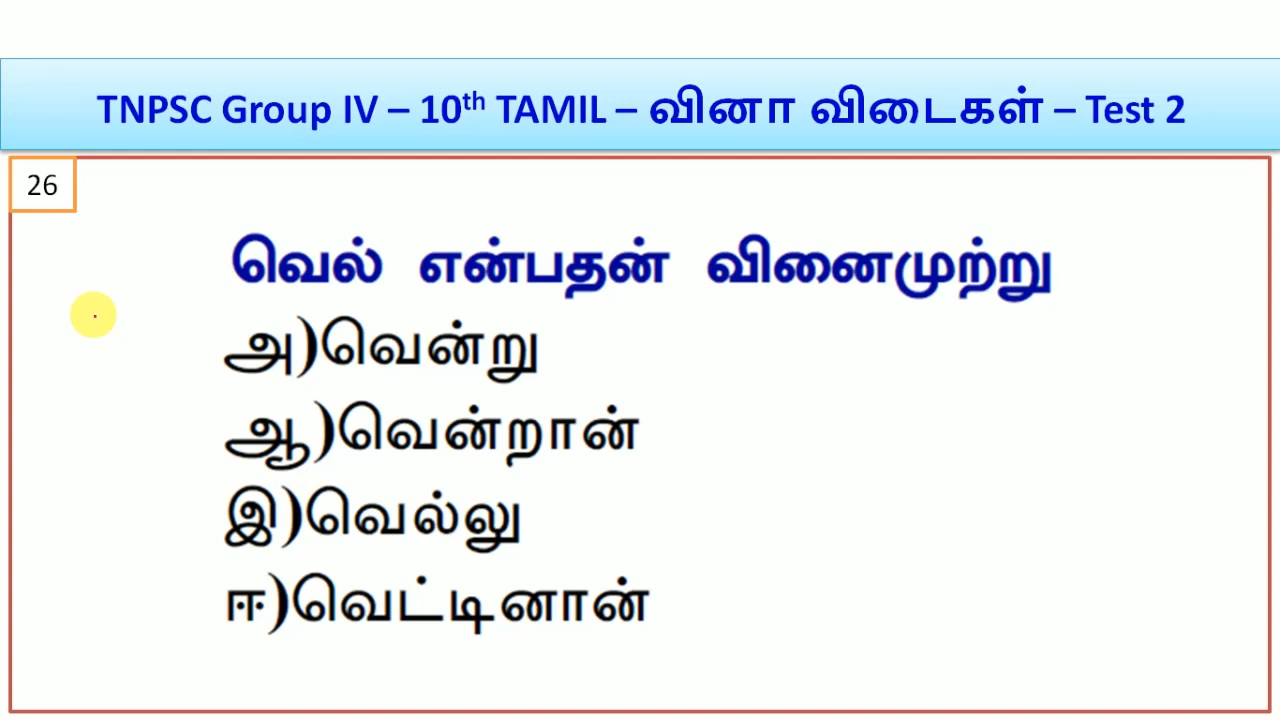 TNPSC Group IV – 10th TAMIL – வினா விடைகள் – Test 2
26
வெல் என்பதன் வினைமுற்று
அ)வென்று
ஆ)வென்றான்
இ)வெல்லு
ஈ)வெட்டினான்